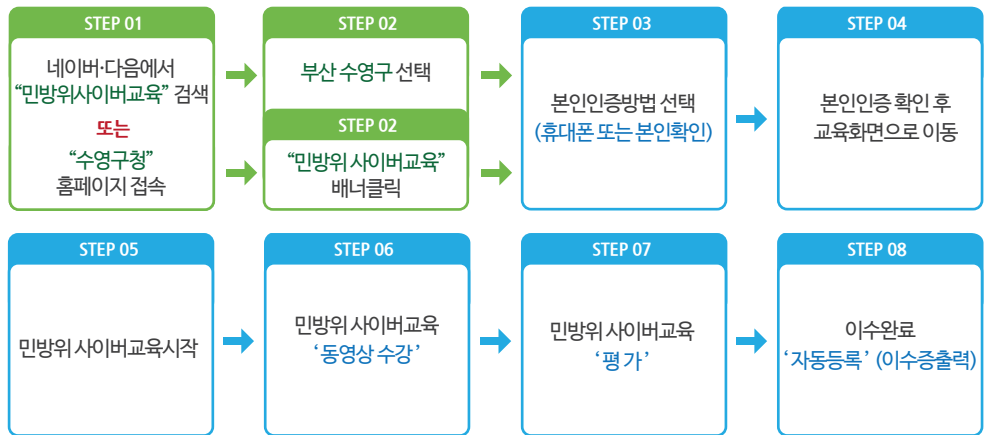 STEP 01
네이버·다음에서
“민방위사이버교육” 검색
또는
“수영구청”
홈페이지 접속
STEP 02
부산 수영구 선택
STEP 02
“민방위 사이버교육”
배너클릭
STEP 03
본인인증방법 선택
(휴대폰 또는 본인확인)
STEP 04
본인인증 확인 후
교육화면으로 이동
STEP 05
민방위 사이버교육시작
STEP 06
민방위 사이버교육
‘동영상 수강’
STEP 07
민방위 사이버교육
‘평 가’
STEP 08
이수완료
‘자동등록’ (이수증출력)